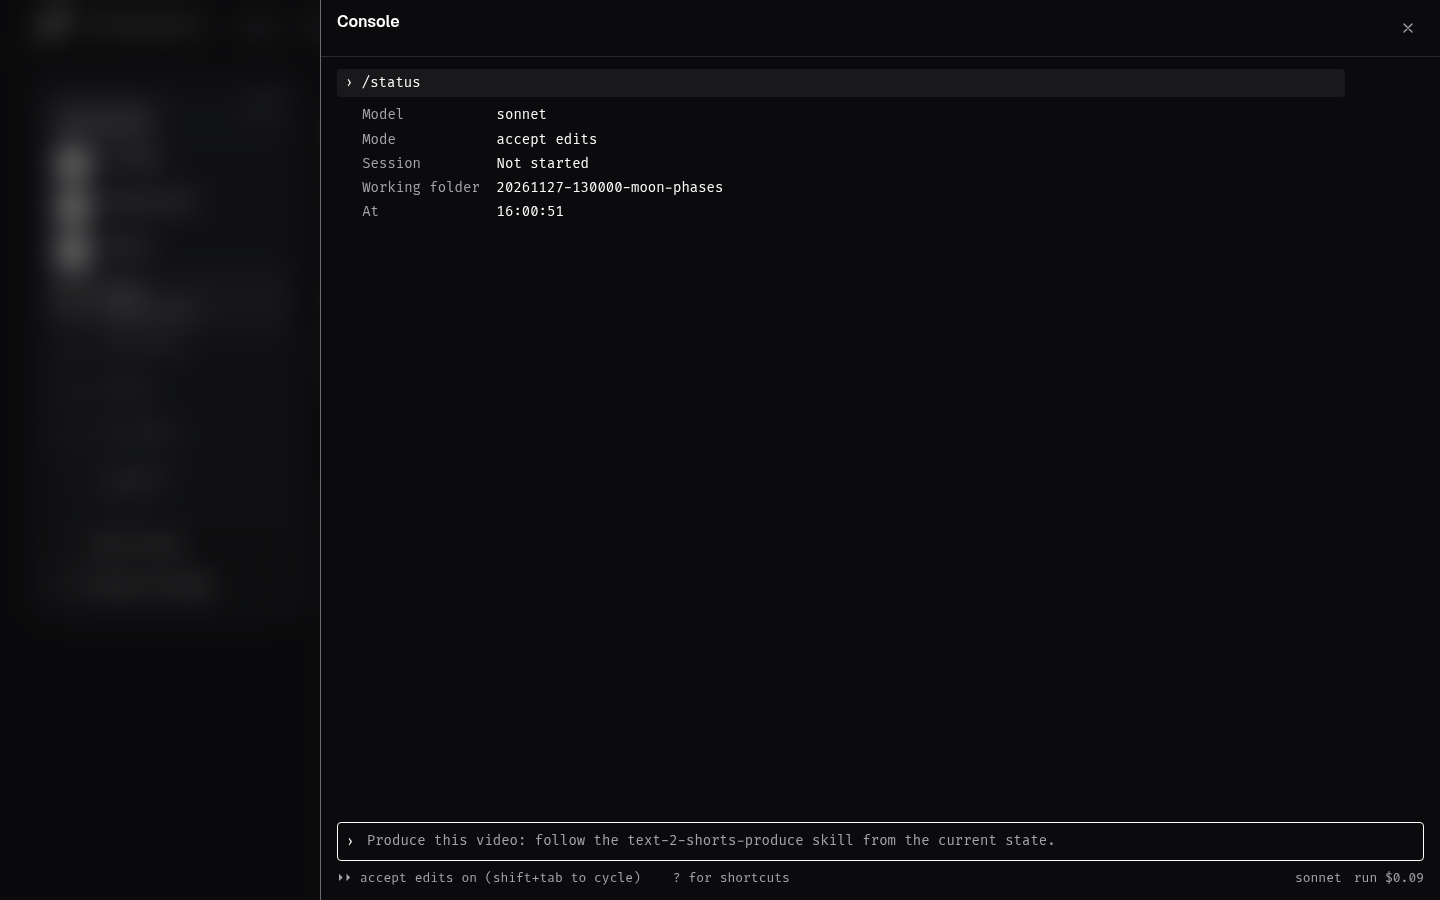 Console
› /status
Model sonnet
Mode accept edits
Session Not started
Working folder 20261127-130000-moon-phases
At 16:00:51
› Produce this video: follow the text-2-shorts-produce skill from the current state.
accept edits on (shift+tab to cycle) ? for shortcuts sonnet run $0.09